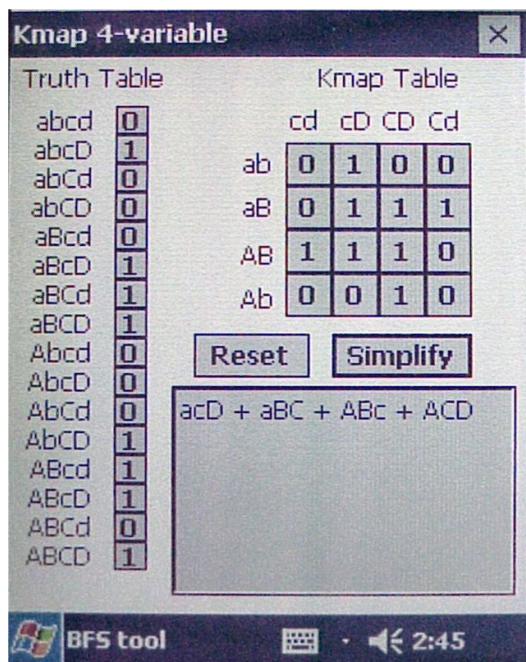 Kmap 4-variable
Truth Table
abcd 0
abcD 1
abCd 0
abCD 0
aBcd 0
aBcD 1
aBCd 1
aBCD 1
Abcd 0
AbcD 0
AbCd 0
AbCD 1
ABcd 1
ABcD 1
ABCd 0
ABCD 1
Kmap Table
cd cD CD Cd
ab 0 1 0 0
aB 0 1 1 1
AB 1 1 1 0
Ab 0 0 1 0
Reset Simplify
acD + aBC + ABc + ACD
BFS tool 2:45